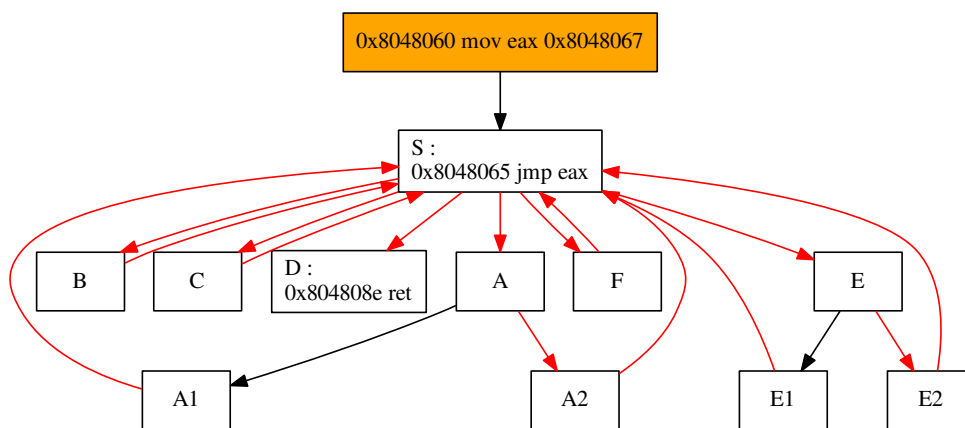 0x8048060 mov eax 0x8048067
S :
0x8048065 jmp eax
B
C
D :
0x804808e ret
A
F
E
A1
A2
E1
E2